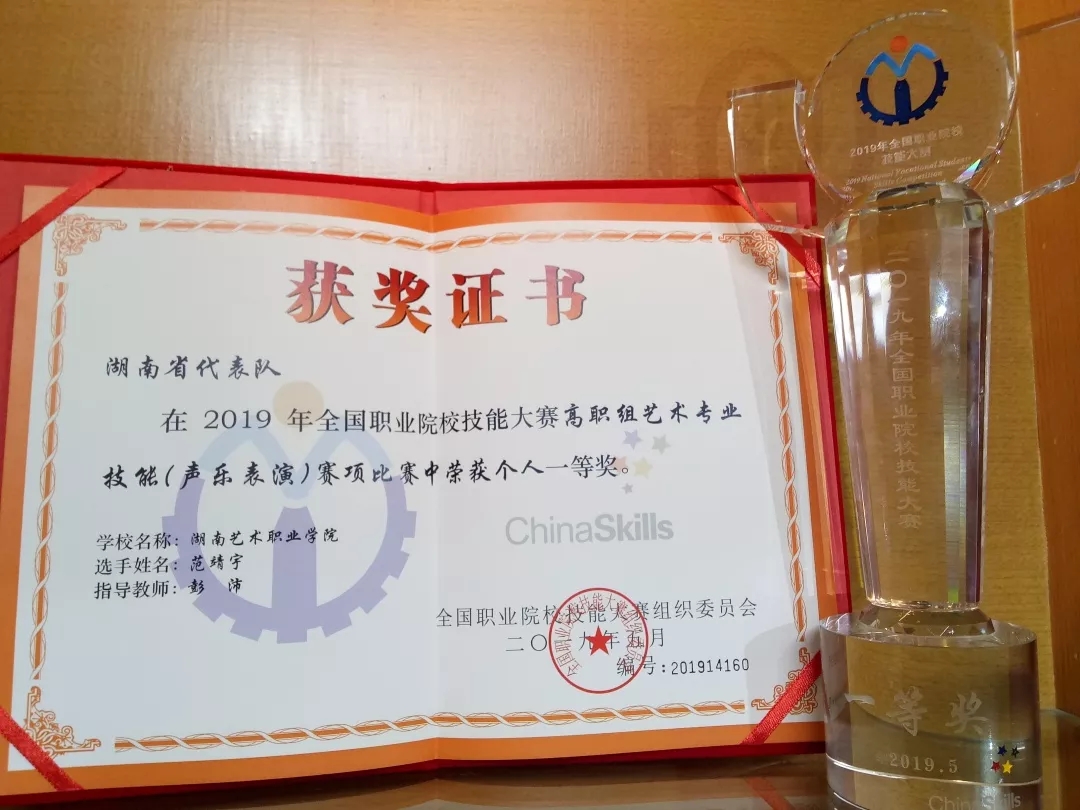 获奖证书
湖南省代表队
在 2019 年全国职业院校技能大赛高职组艺术专业
技能(声乐表演)赛项比赛中荣获个人一等奖。
ChinaSkills
学校名称: 湖南艺术职业学院
选手姓名: 范靖宇
指导教师: 彭 沛
全国职业院校技能大赛组织委员会
二〇一九年五月
编号:201914160
2019年全国职业院校
技能大赛
2019 National Vocational Students
Skills Competition
二〇一九年全国职业院校技能大赛
一等奖
2019.5
ChinaSkills